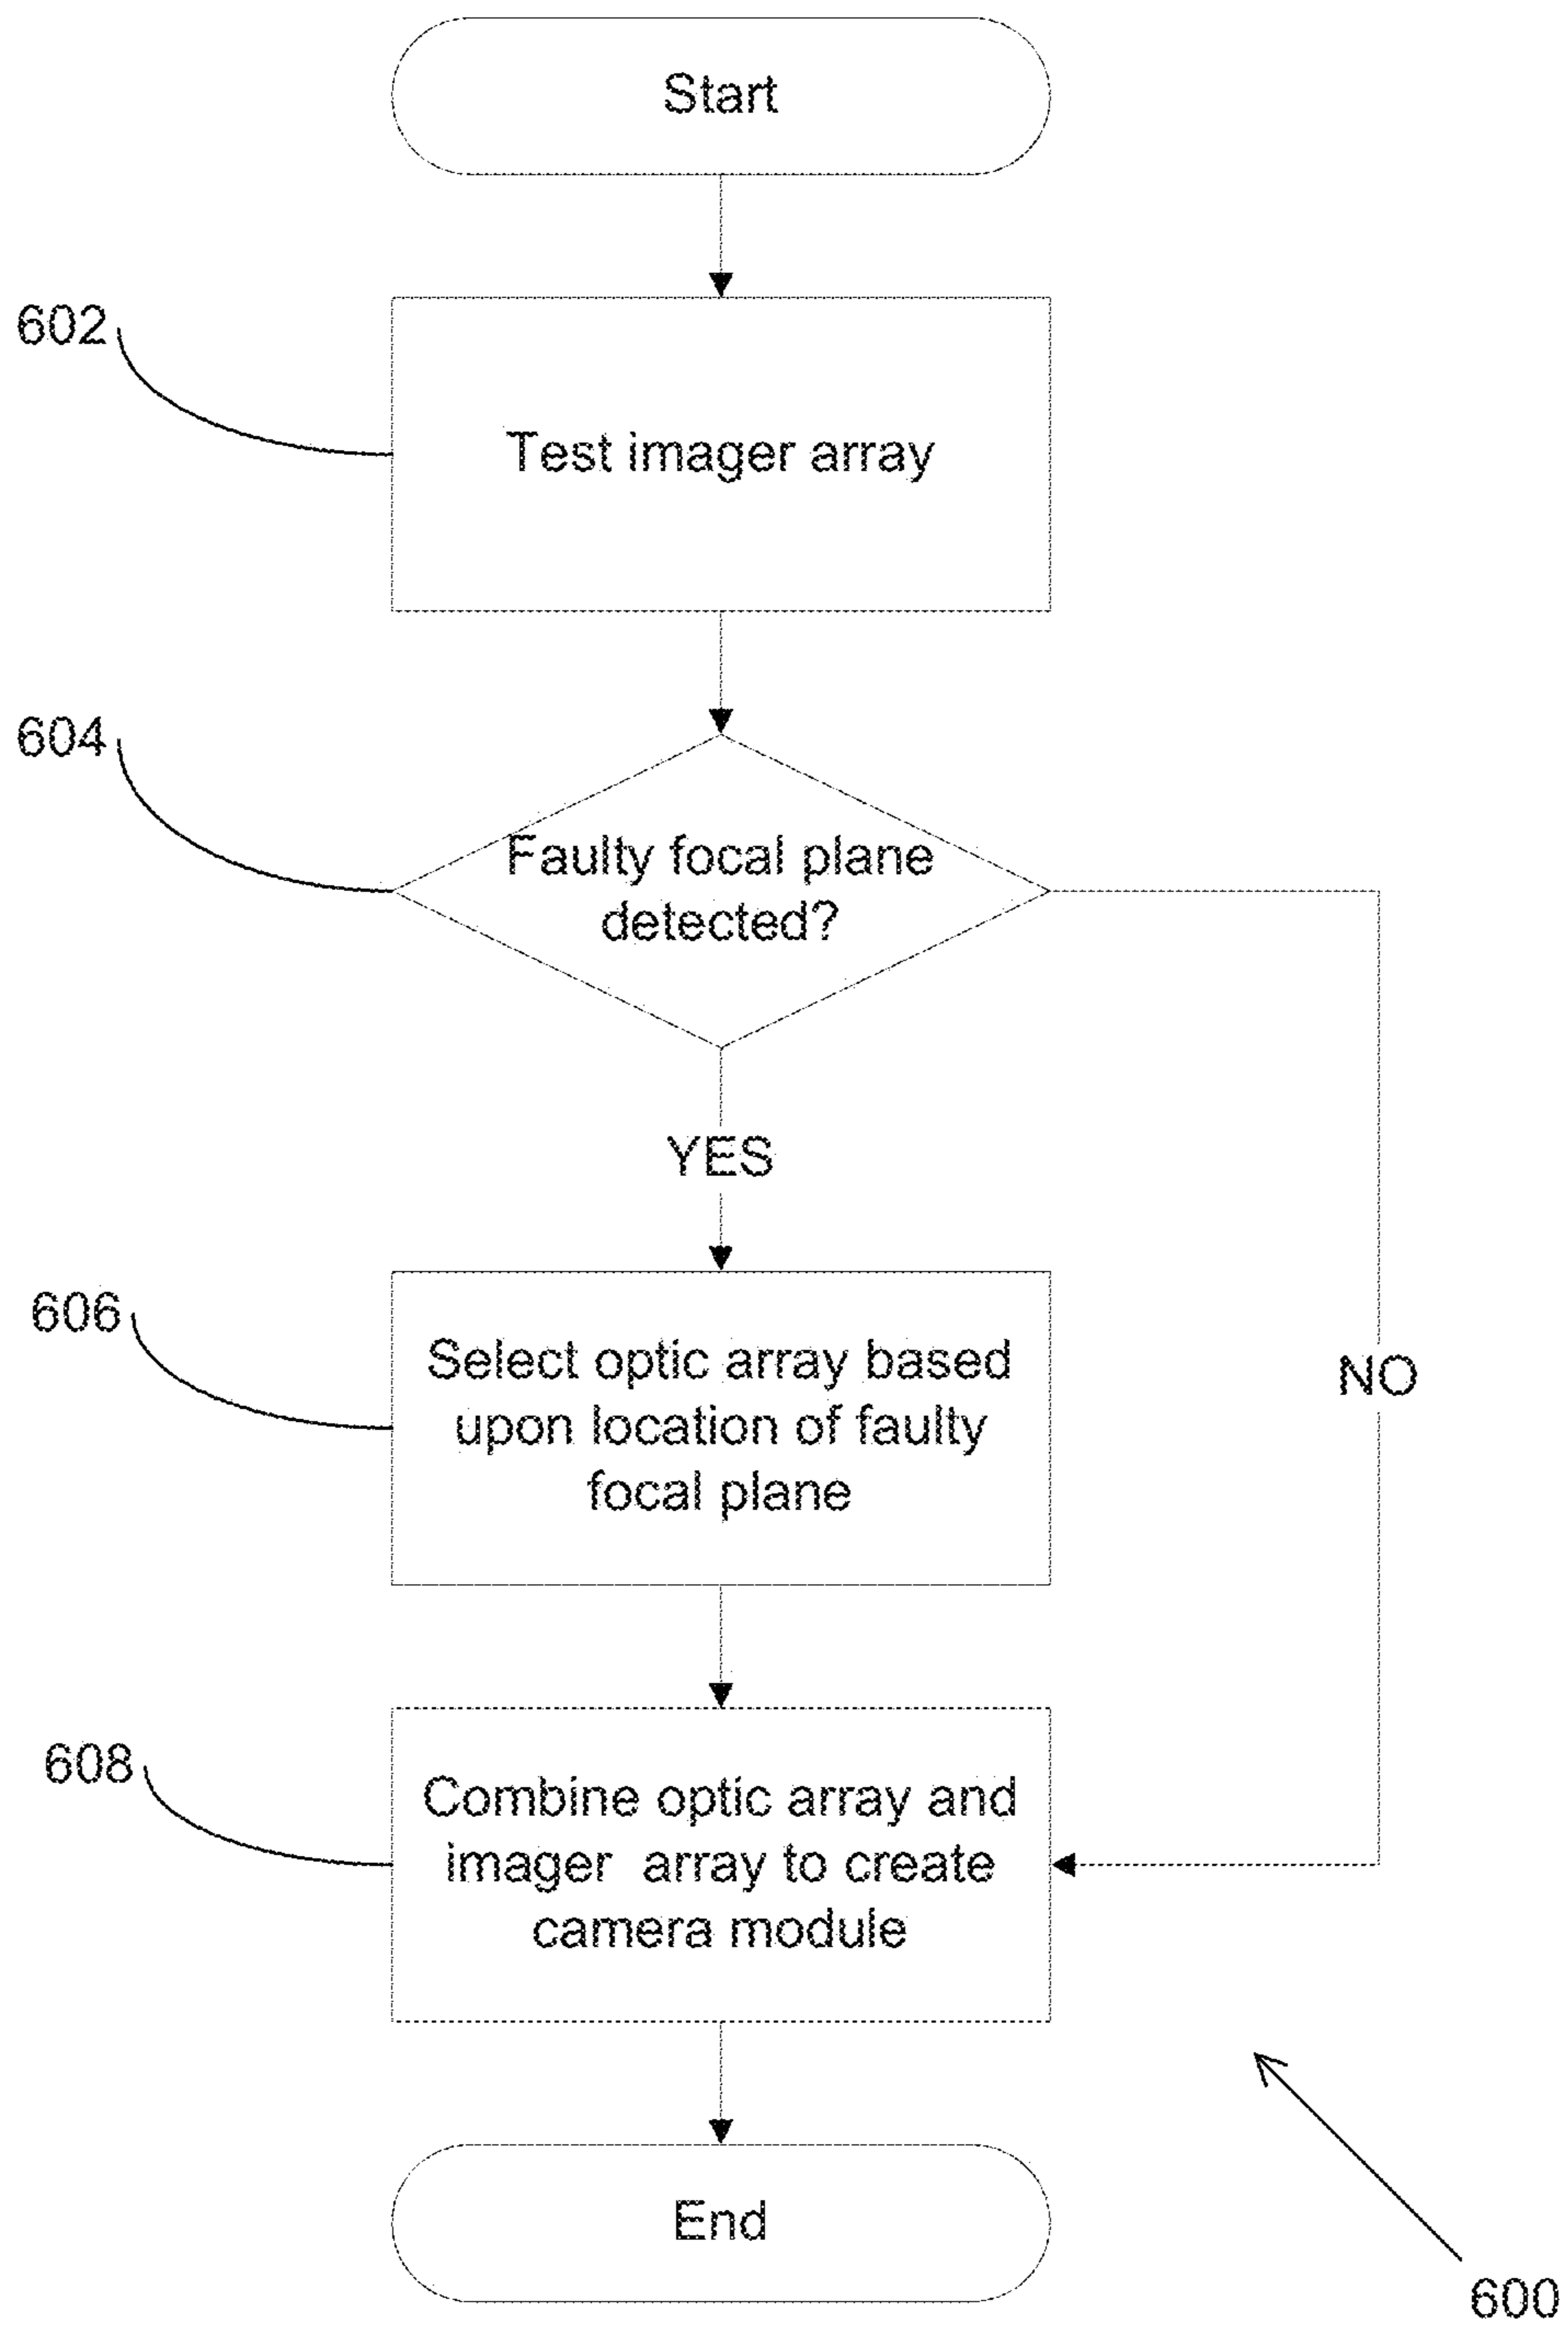 Start
602
Test imager array
604
Faulty focal plane
detected?
YES
606
Select optic array based
upon location of faulty
focal plane
NO
608
Combine optic array and
imager array to create
camera module
End
600